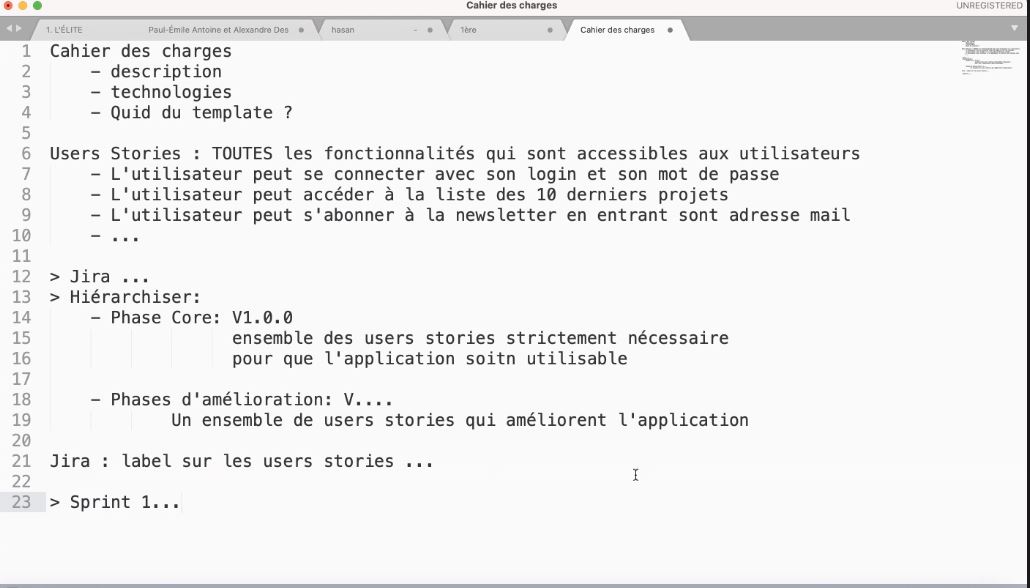 Cahier des charges
UNREGISTERED
1. L'ÉLITE Paul-Émile Antoine et Alexandre Des
hasan -
1ère
Cahier des charges
1 Cahier des charges
2 - description
3 - technologies
4 - Quid du template ?
5
6 Users Stories : TOUTES les fonctionnalités qui sont accessibles aux utilisateurs
7 - L'utilisateur peut se connecter avec son login et son mot de passe
8 - L'utilisateur peut accéder à la liste des 10 derniers projets
9 - L'utilisateur peut s'abonner à la newsletter en entrant sont adresse mail
10 - ...
11
12 > Jira ...
13 > Hiérarchiser:
14 - Phase Core: V1.0.0
15 ensemble des users stories strictement nécessaire
16 pour que l'application soitn utilisable
17
18 - Phases d'amélioration: V....
19 Un ensemble de users stories qui améliorent l'application
20
21 Jira : label sur les users stories ...
22
23 > Sprint 1...